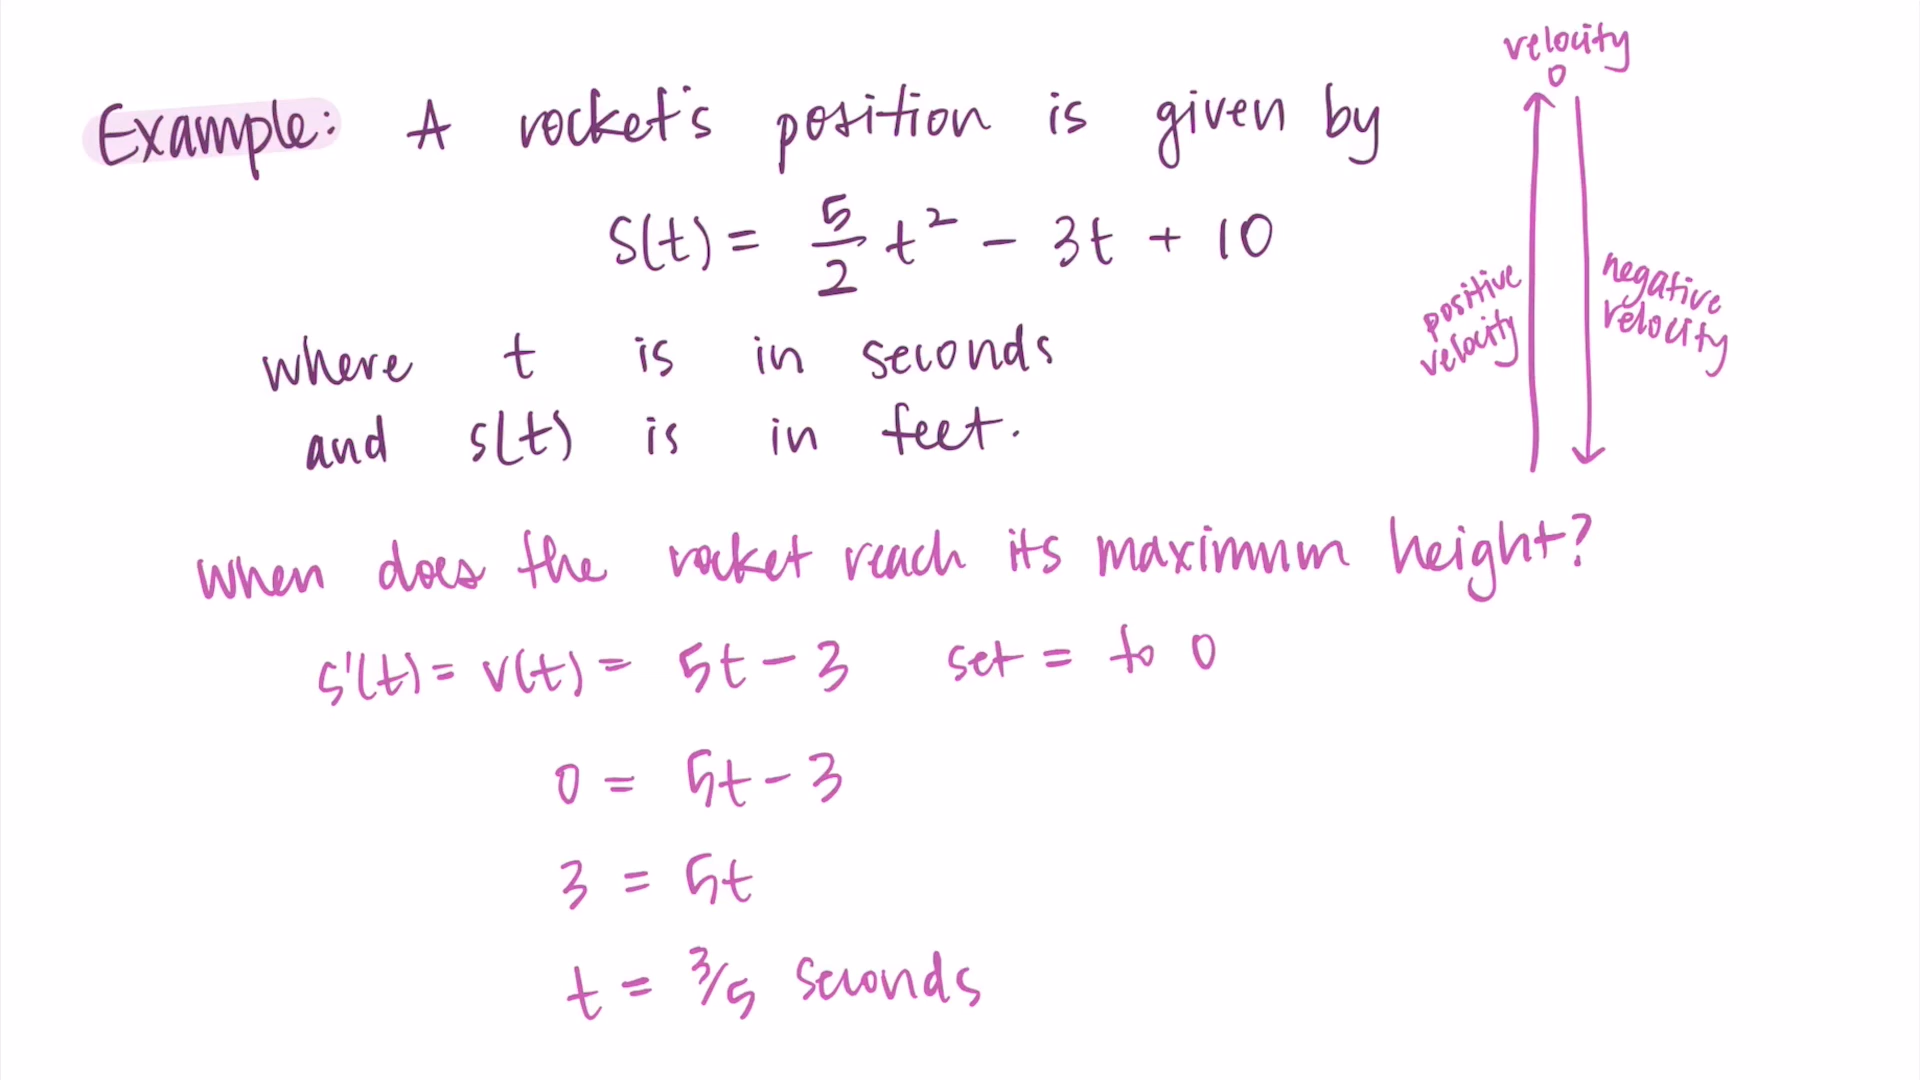 Example: A rocket's position is given by
S(t) = 5/2 t² - 3t + 10
where t is in seconds
and s(t) is in feet.
velocity
0
positive
velocity
negative
velocity
when does the rocket reach its maximum height?
s'(t) = v(t) = 5t - 3 set = to 0
0 = 5t - 3
3 = 5t
t = 3/5 seconds